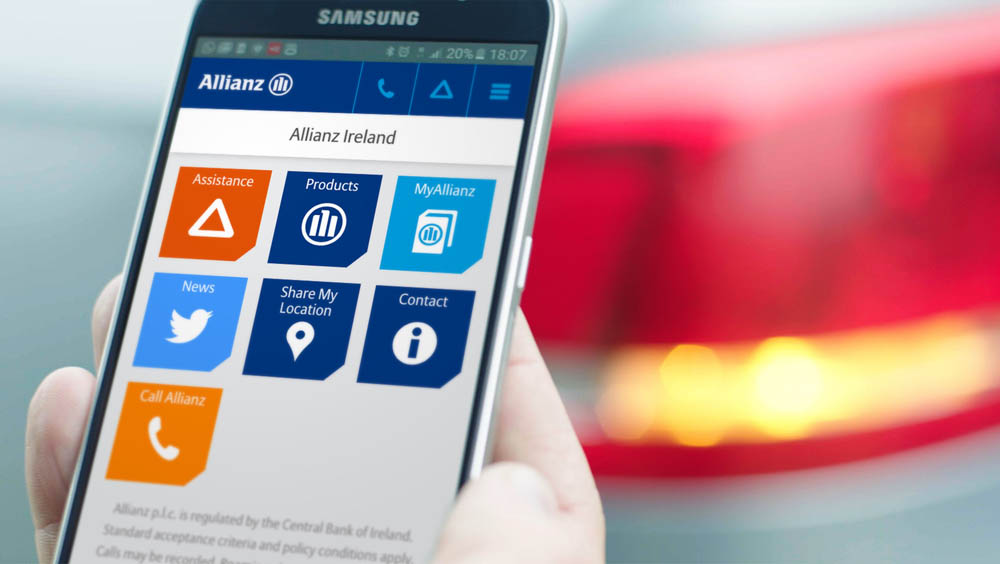 SAMSUNG
20% 18:07
Allianz
Allianz Ireland
Assistance
Products
MyAllianz
News
Share My
Location
Contact
Call Allianz
Allianz p.l.c. is regulated by the Central Bank of Ireland.
Standard acceptance criteria and policy conditions apply.
Calls may be recorded.